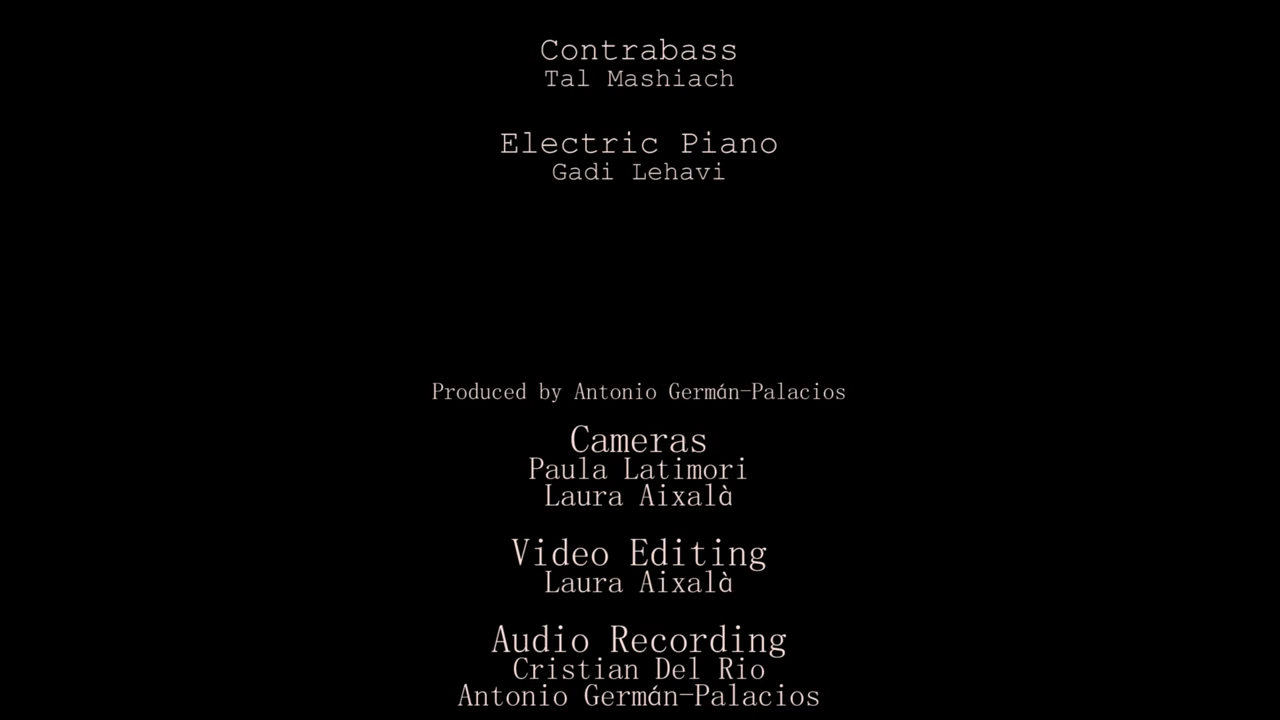 Contrabass
Tal Mashiach
Electric Piano
Gadi Lehavi
Produced by Antonio Germán-Palacios
Cameras
Paula Latimori
Laura Aixalà
Video Editing
Laura Aixalà
Audio Recording
Cristian Del Rio
Antonio Germán-Palacios